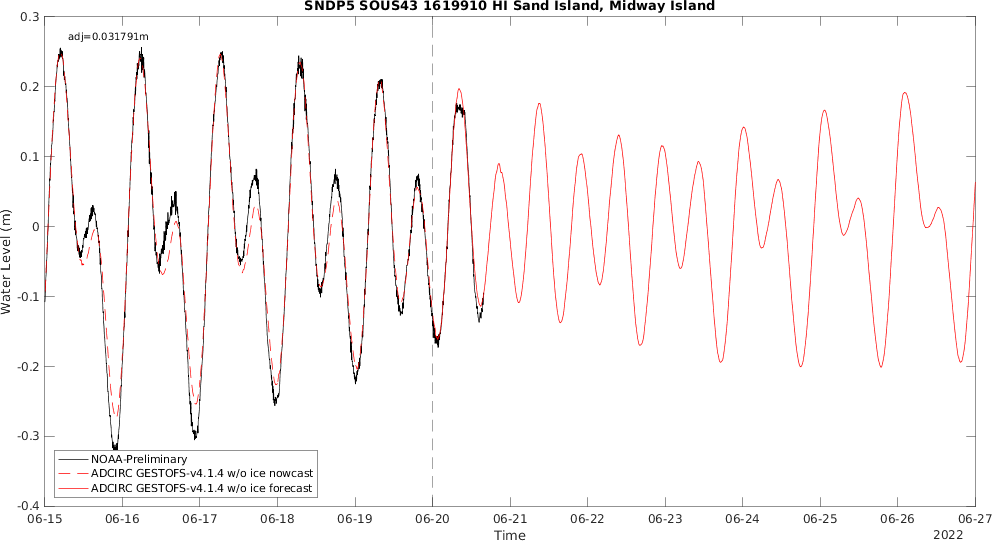 SNDP5 SOUS43 1619910 HI Sand Island, Midway Island
adj=0.031791m
0.3
0.2
0.1
0
-0.1
-0.2
-0.3
-0.4
Water Level (m)
NOAA-Preliminary
ADCIRC GESTOFS-v4.1.4 w/o ice nowcast
ADCIRC GESTOFS-v4.1.4 w/o ice forecast
06-15 06-16 06-17 06-18 06-19 06-20 06-21 06-22 06-23 06-24 06-25 06-26 06-27
Time
2022